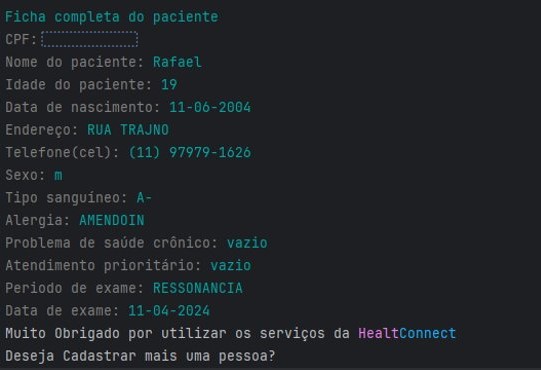 Ficha completa do paciente
CPF:
Nome do paciente: Rafael
Idade do paciente: 19
Data de nascimento: 11-06-2004
Endereço: RUA TRAJNO
Telefone(cel): (11) 97979-1626
Sexo: m
Tipo sanguíneo: A-
Alergia: AMENDOIN
Problema de saúde crônico: vazio
Atendimento prioritário: vazio
Periodo de exame: RESSONANCIA
Data de exame: 11-04-2024
Muito Obrigado por utilizar os serviços da HealtConnect
Deseja Cadastrar mais uma pessoa?